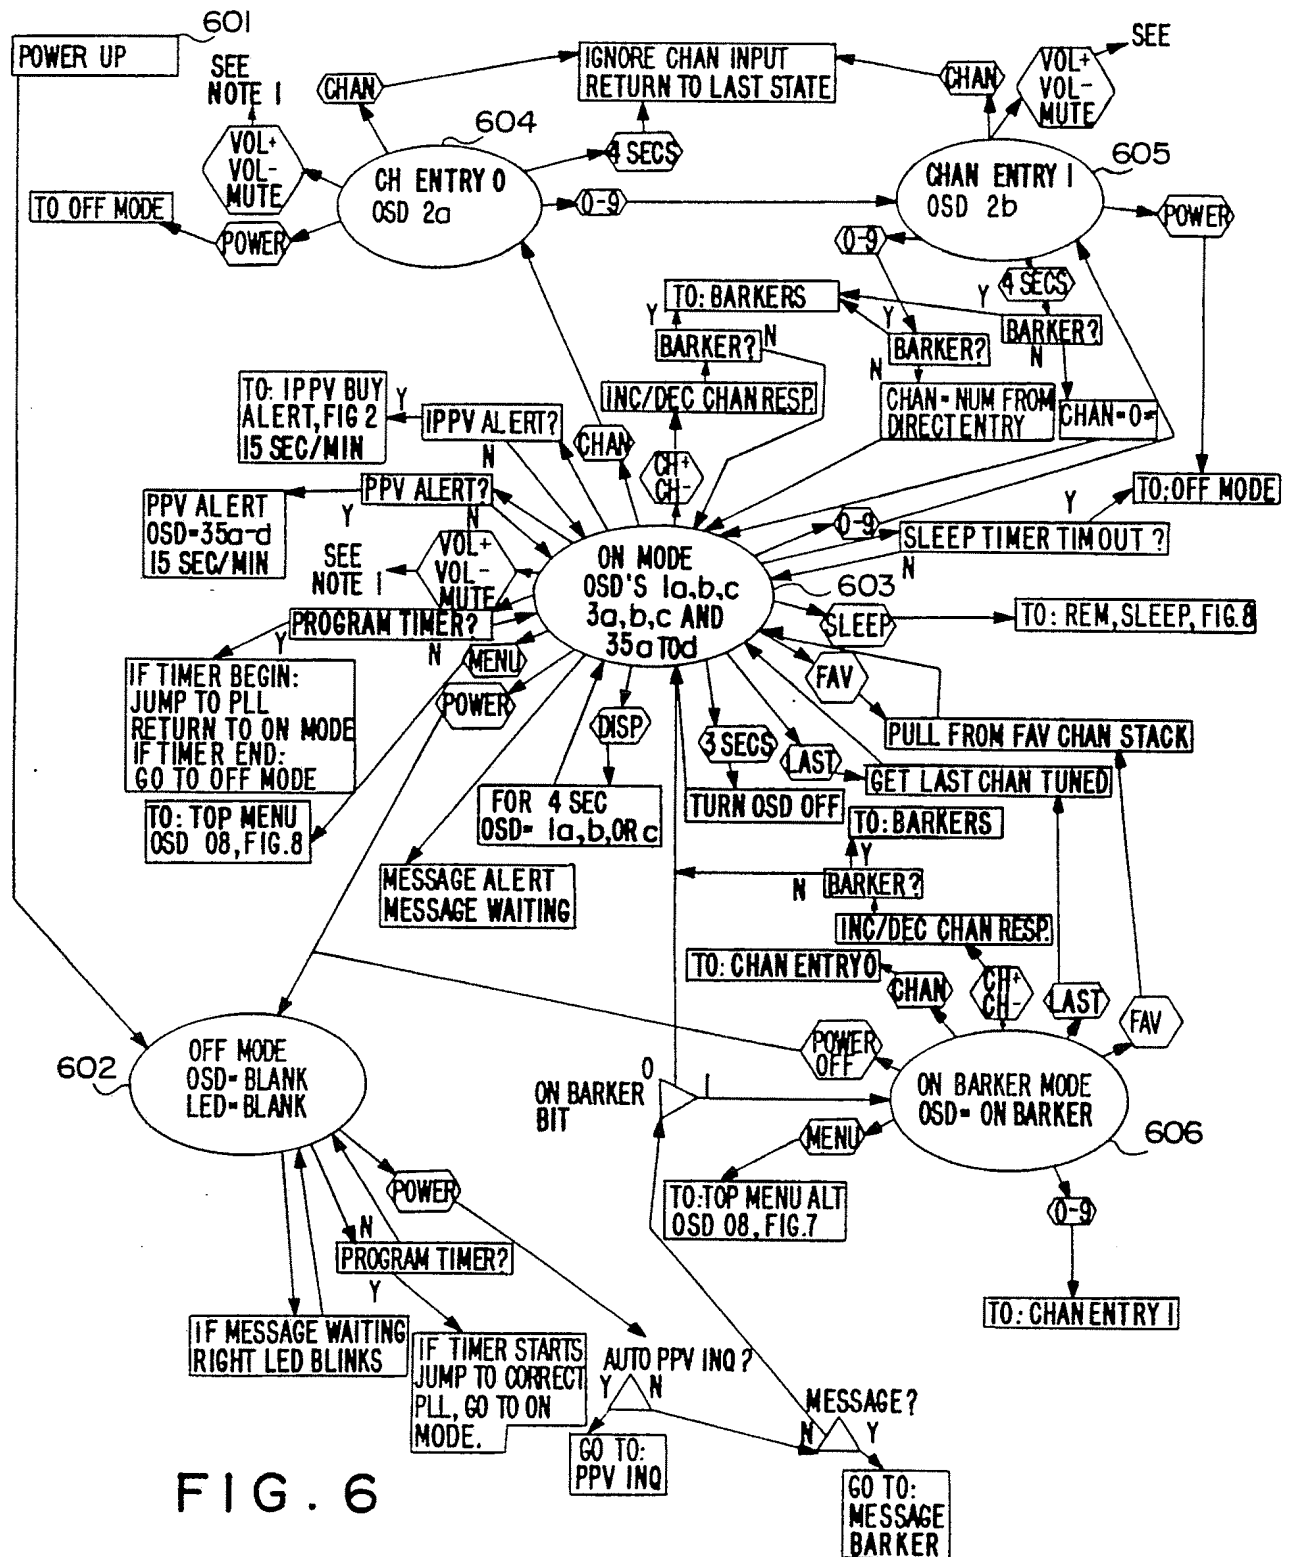 601
POWER UP
SEE
NOTE 1
CHAN
IGNORE CHAN INPUT
RETURN TO LAST STATE
CHAN
VOL+
VOL-
MUTE
SEE
604
4 SECS
VOL+
VOL-
MUTE
CH ENTRY 0
OSD 2a
0-9
605
CHAN ENTRY 1
OSD 2b
TO OFF MODE
POWER
POWER
0-9
4 SECS
TO: BARKERS
Y
Y
Y
BARKER?
N
BARKER?
N
BARKER?
N
TO: IPPV BUY
ALERT, FIG 2
15 SEC/MIN
Y
IPPV ALERT?
N
CHAN
INC/DEC CHAN RESP.
CH+
CH-
CHAN=NUM FROM
DIRECT ENTRY
CHAN=0#
PPV ALERT?
Y
N
PPV ALERT
OSD=35a-d
15 SEC/MIN
TO:OFF MODE
Y
0-9
SLEEP TIMER TIMOUT ?
N
SEE
NOTE 1
VOL+
VOL-
MUTE
ON MODE
OSD'S 1a,b,c
3a,b,c AND
35a TO d
603
PROGRAM TIMER?
Y
N
SLEEP
TO: REM, SLEEP, FIG.8
MENU
POWER
IF TIMER BEGIN:
JUMP TO PLL
RETURN TO ON MODE
IF TIMER END:
GO TO OFF MODE
FAV
DISP
3 SECS
LAST
PULL FROM FAV CHAN STACK
GET LAST CHAN TUNED
TO: TOP MENU
OSD 08, FIG.8
FOR 4 SEC
OSD= 1a,b,OR c
TURN OSD OFF
TO: BARKERS
Y
MESSAGE ALERT
MESSAGE WAITING
N
BARKER?
INC/DEC CHAN RESP.
TO: CHAN ENTRY 0
CHAN
CH+
CH-
LAST
FAV
602
OFF MODE
OSD=BLANK
LED=BLANK
POWER
OFF
ON BARKER
BIT
0
1
ON BARKER MODE
OSD= ON BARKER
606
MENU
TO:TOP MENU ALT
OSD 08, FIG.7
0-9
POWER
N
PROGRAM TIMER?
Y
TO: CHAN ENTRY 1
IF MESSAGE WAITING
RIGHT LED BLINKS
IF TIMER STARTS
JUMP TO CORRECT
PLL, GO TO ON
MODE.
AUTO PPV INQ?
Y
N
GO TO:
PPV INQ
MESSAGE?
N
Y
GO TO:
MESSAGE
BARKER
FIG. 6